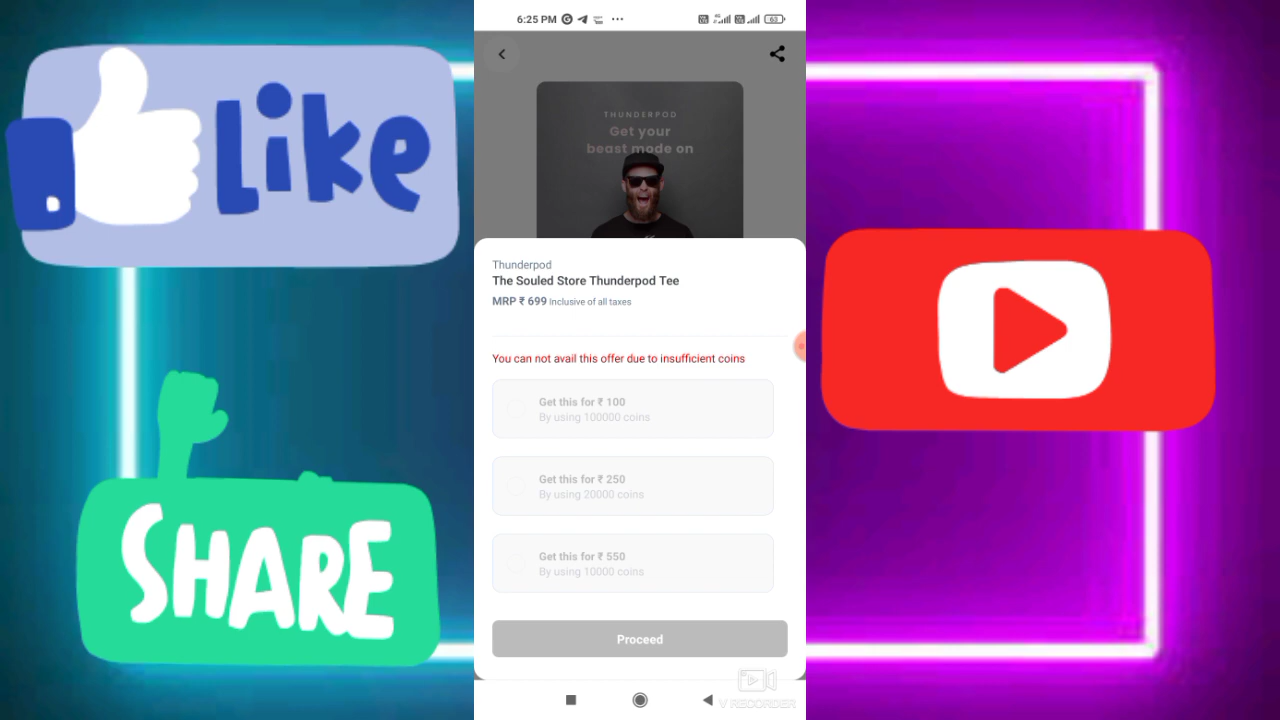 Like
SHARE
6:25 PM
63
THUNDERPOD
Get your
beast mode on
Thunderpod
The Souled Store Thunderpod Tee
MRP ₹ 699 Inclusive of all taxes
You can not avail this offer due to insufficient coins
Get this for ₹ 100
By using 100000 coins
Get this for ₹ 250
By using 20000 coins
Get this for ₹ 550
By using 10000 coins
Proceed
V RECORDER